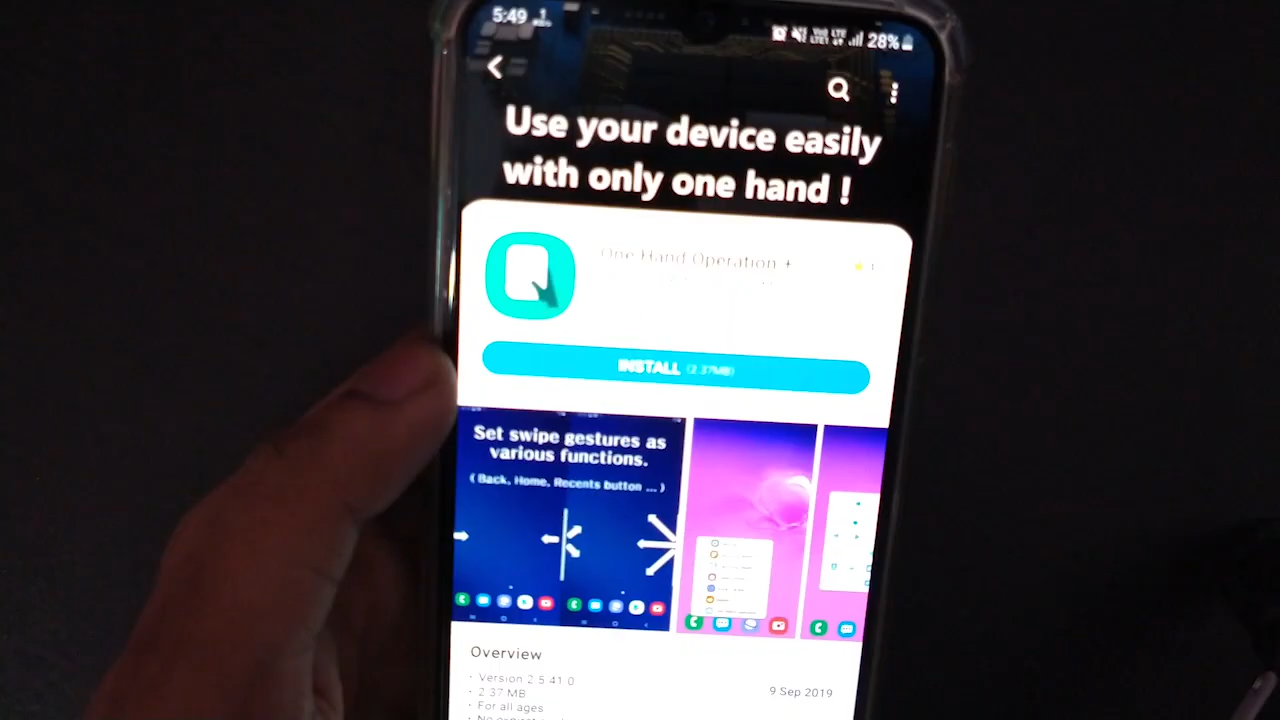 5:49
28%
Use your device easily
with only one hand !
One Hand Operation +
INSTALL (2.37MB)
Set swipe gestures as
various functions.
( Back, Home, Recents button ... )
Overview
· Version 2.5.41.0
9 Sep 2019
· 2.37 MB
· For all ages